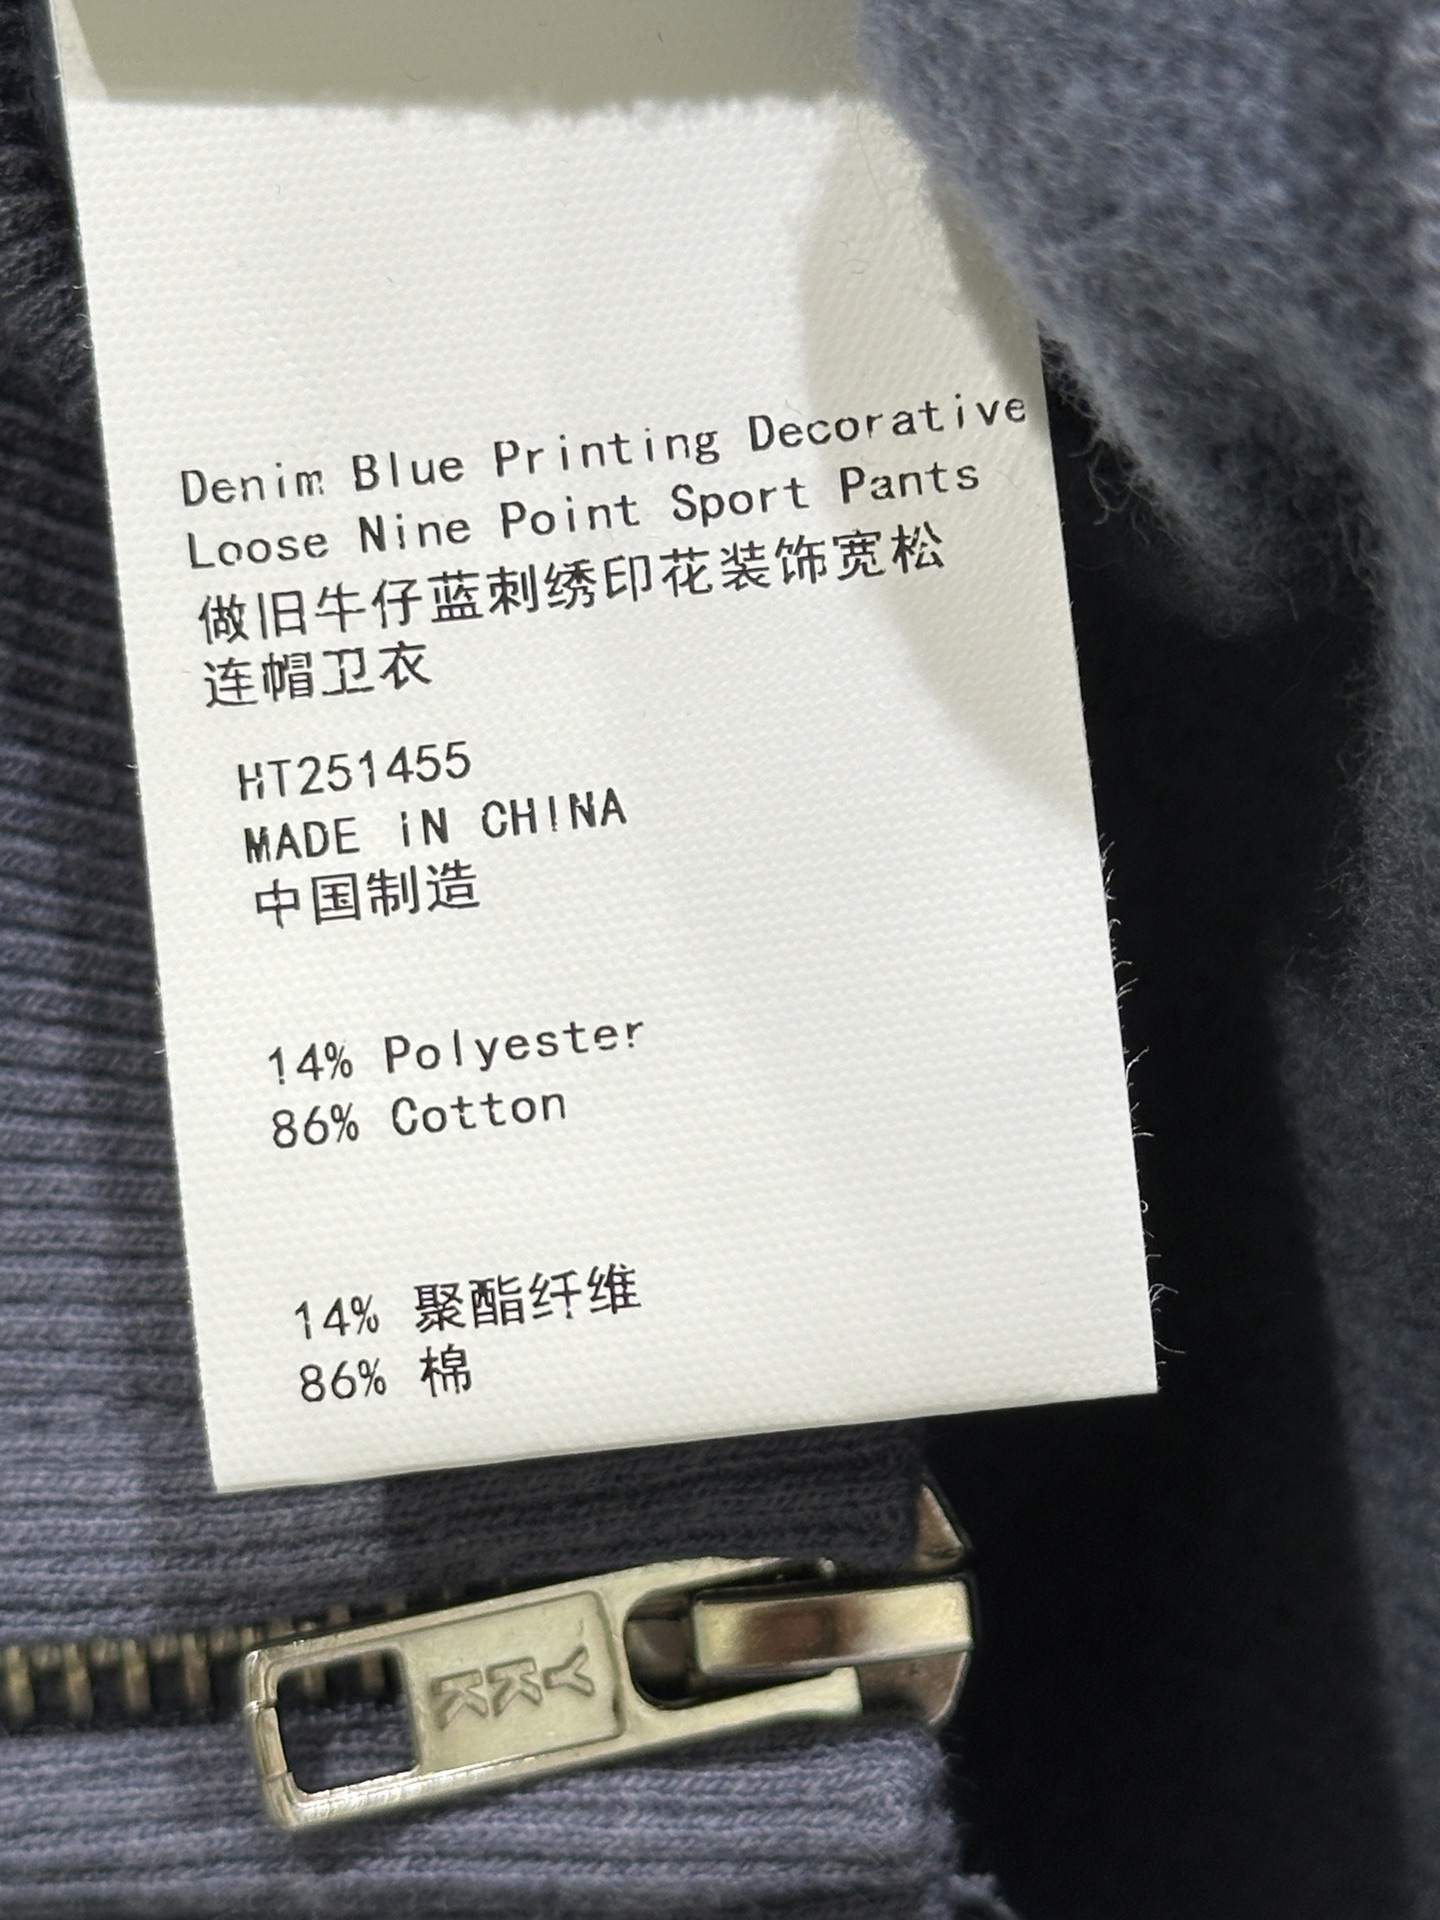 Denim Blue Printing Decorative
Loose Nine Point Sport Pants
做旧牛仔蓝刺绣印花装饰宽松
连帽卫衣
HT251455
MADE iN CHINA
中国制造
14% Polyester
86% Cotton
14% 聚酯纤维
86% 棉
YKK